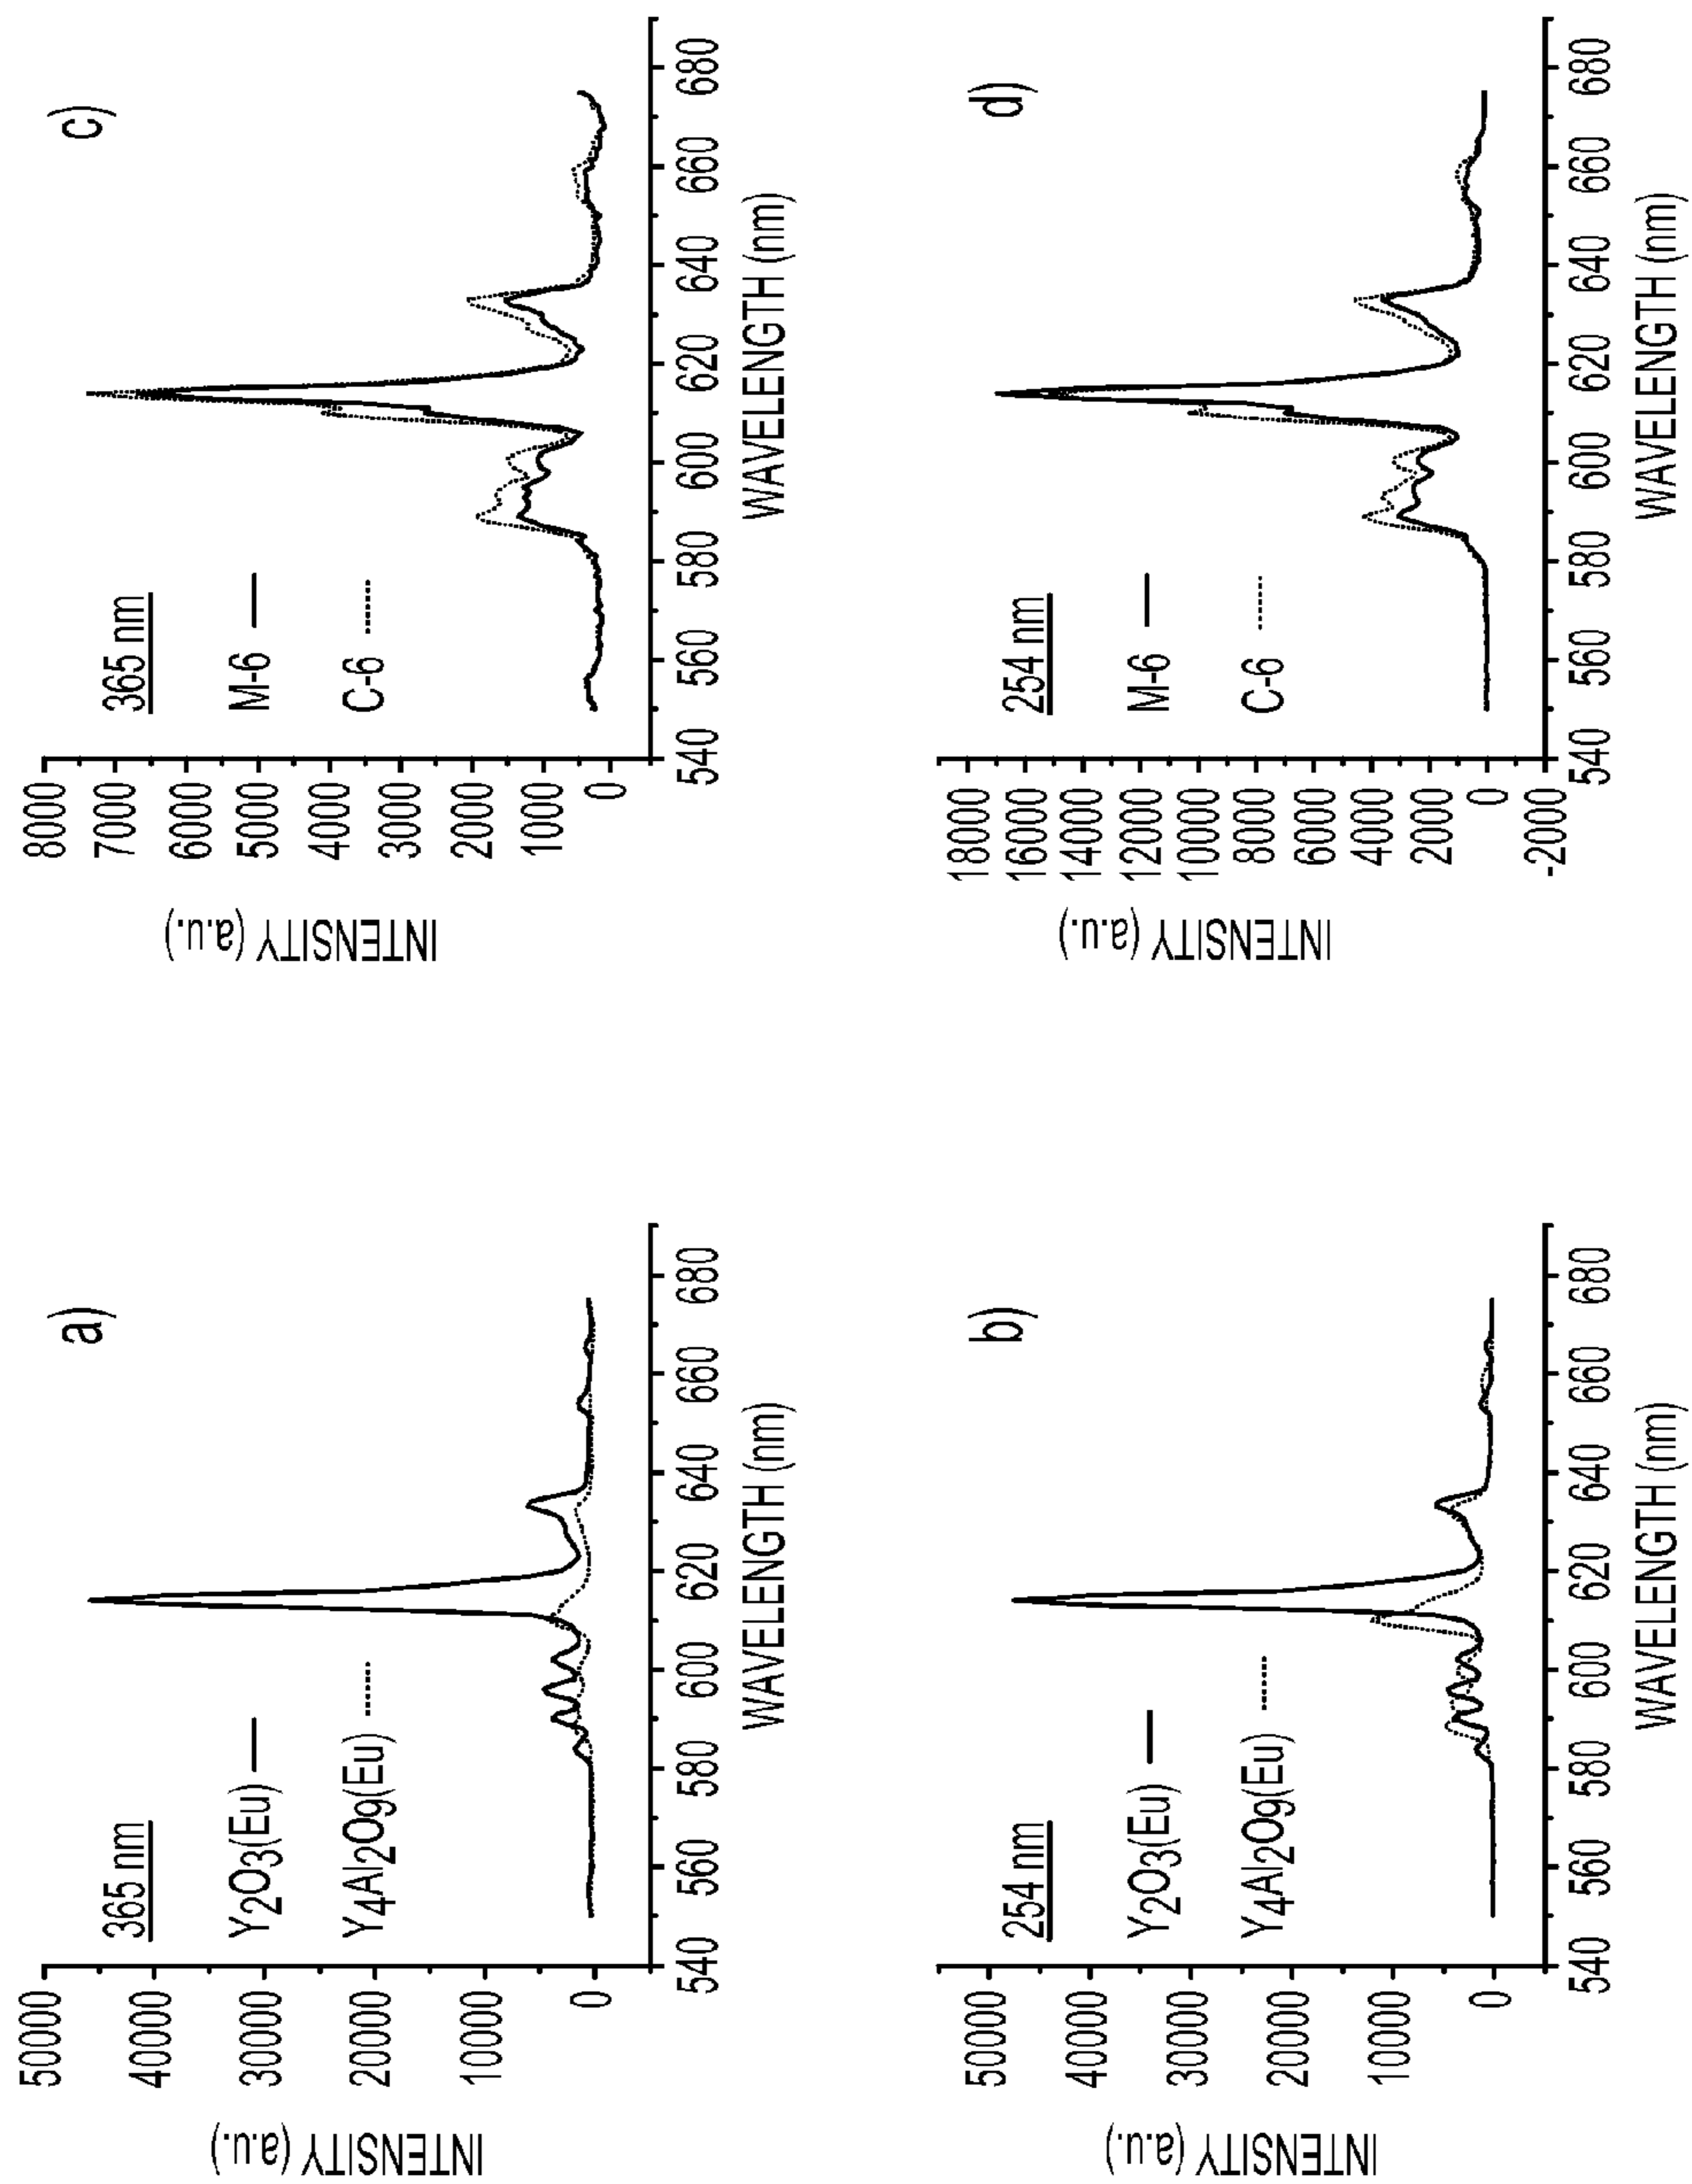 a)
365 nm
Y2O3(Eu)
Y4Al2O9(Eu)
INTENSITY (a.u.)
50000
40000
30000
20000
10000
0
540 560 580 600 620 640 660 680
WAVELENGTH (nm)
c)
365 nm
M-6
C-6
INTENSITY (a.u.)
8000
7000
6000
5000
4000
3000
2000
1000
0
540 560 580 600 620 640 660 680
WAVELENGTH (nm)
b)
254 nm
Y2O3(Eu)
Y4Al2O9(Eu)
INTENSITY (a.u.)
50000
40000
30000
20000
10000
0
540 560 580 600 620 640 660 680
WAVELENGTH (nm)
d)
254 nm
M-6
C-6
INTENSITY (a.u.)
18000
16000
14000
12000
10000
8000
6000
4000
2000
0
-2000
540 560 580 600 620 640 660 680
WAVELENGTH (nm)